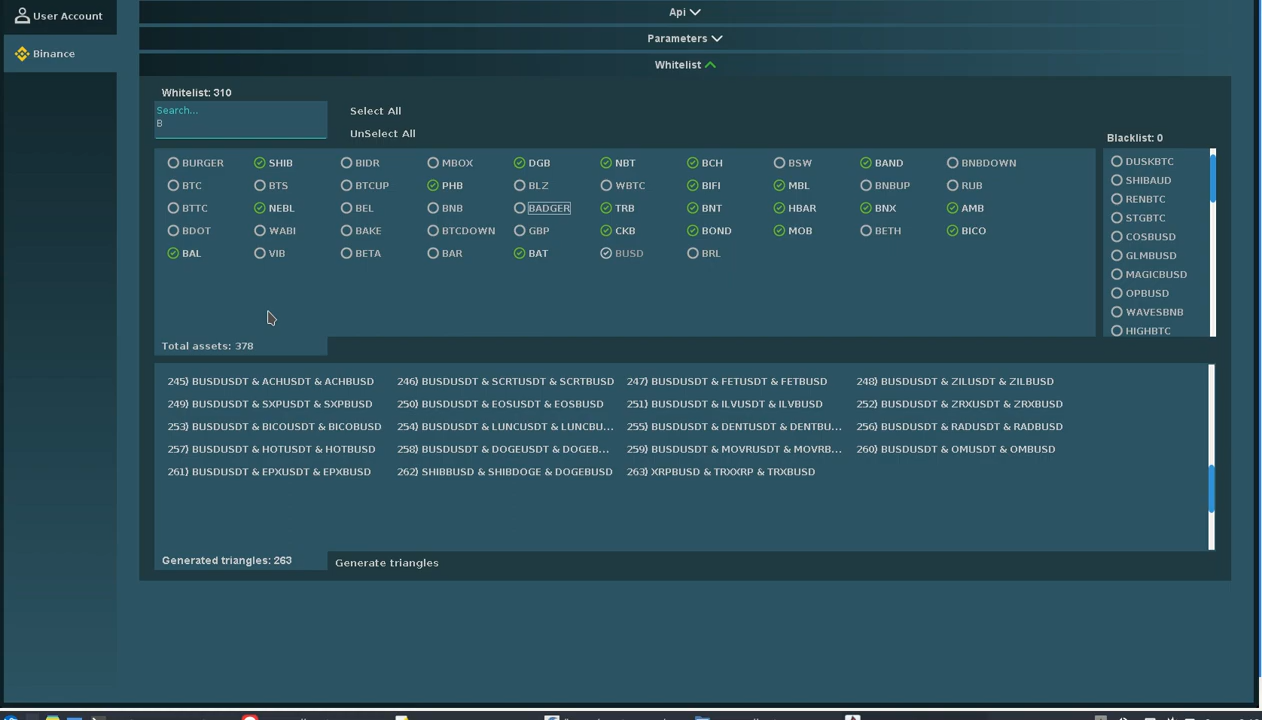 User Account
Binance
Api
Parameters
Whitelist
Whitelist: 310
Search...
B
Select All
UnSelect All
Blacklist: 0
BURGER SHIB BIDR MBOX DGB NBT BCH BSW BAND BNBDOWN
BTC BTS BTCUP PHB BLZ WBTC BIFI MBL BNBUP RUB
BTTC NEBL BEL BNB BADGER TRB BNT HBAR BNX AMB
BDOT WABI BAKE BTCDOWN GBP CKB BOND MOB BETH BICO
BAL VIB BETA BAR BAT BUSD BRL
DUSKBTC
SHIBAUD
RENBTC
STGBTC
COSBUSD
GLMBUSD
MAGICBUSD
OPBUSD
WAVESBNB
HIGHBTC
Total assets: 378
245) BUSDUSDT & ACHUSDT & ACHBUSD 246) BUSDUSDT & SCRTUSDT & SCRTBUSD 247) BUSDUSDT & FETUSDT & FETBUSD 248) BUSDUSDT & ZILUSDT & ZILBUSD
249) BUSDUSDT & SXPUSDT & SXPBUSD 250) BUSDUSDT & EOSUSDT & EOSBUSD 251) BUSDUSDT & ILVUSDT & ILVBUSD 252) BUSDUSDT & ZRXUSDT & ZRXBUSD
253) BUSDUSDT & BICOUSDT & BICOBUSD 254) BUSDUSDT & LUNCUSDT & LUNCBU... 255) BUSDUSDT & DENTUSDT & DENTBU... 256) BUSDUSDT & RADUSDT & RADBUSD
257) BUSDUSDT & HOTUSDT & HOTBUSD 258) BUSDUSDT & DOGEUSDT & DOGEB... 259) BUSDUSDT & MOVRUSDT & MOVRB... 260) BUSDUSDT & OMUSDT & OMBUSD
261) BUSDUSDT & EPXUSDT & EPXBUSD 262) SHIBBUSD & SHIBDOGE & DOGEBUSD 263) XRPBUSD & TRXXRP & TRXBUSD
Generated triangles: 263
Generate triangles